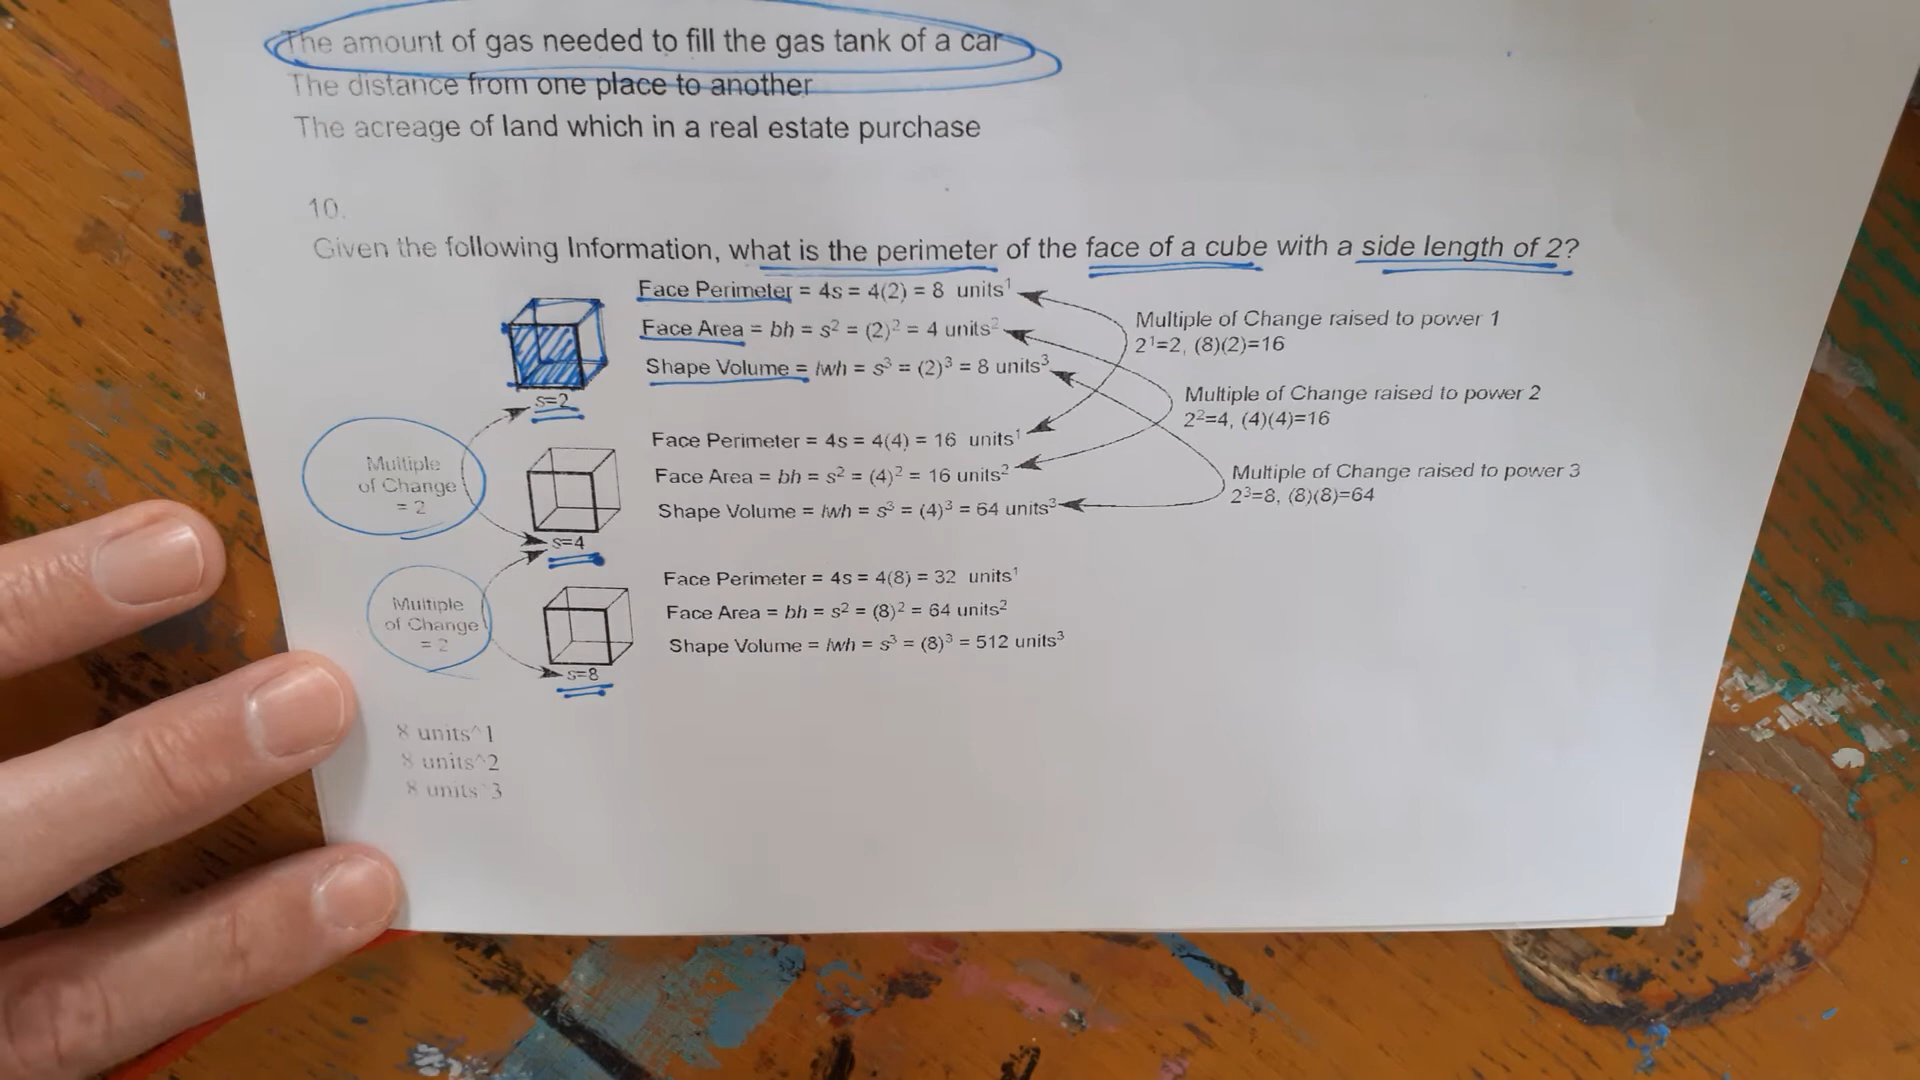 The amount of gas needed to fill the gas tank of a car
The distance from one place to another
The acreage of land which in a real estate purchase
10.
Given the following Information, what is the perimeter of the face of a cube with a side length of 2?
Face Perimeter = 4s = 4(2) = 8 units¹
Face Area = bh = s² = (2)² = 4 units²
Shape Volume = lwh = s³ = (2)³ = 8 units³
s=2
Multiple of Change raised to power 1
2¹=2, (8)(2)=16
Multiple of Change raised to power 2
2²=4, (4)(4)=16
Multiple of Change raised to power 3
2³=8, (8)(8)=64
Multiple
of Change
= 2
Face Perimeter = 4s = 4(4) = 16 units¹
Face Area = bh = s² = (4)² = 16 units²
Shape Volume = lwh = s³ = (4)³ = 64 units³
s=4
Multiple
of Change
= 2
Face Perimeter = 4s = 4(8) = 32 units¹
Face Area = bh = s² = (8)² = 64 units²
Shape Volume = lwh = s³ = (8)³ = 512 units³
s=8
8 units^1
8 units^2
8 units^3